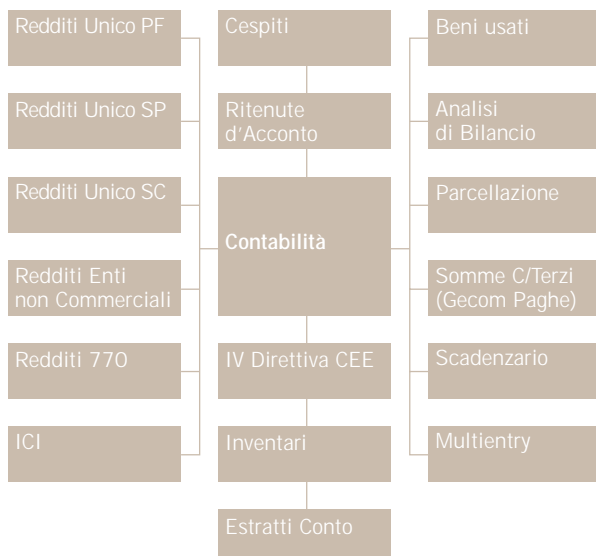 Redditi Unico PF
Redditi Unico SP
Redditi Unico SC
Redditi Enti
non Commerciali
Redditi 770
ICI
Cespiti
Ritenute
d'Acconto
Contabilità
IV Direttiva CEE
Inventari
Estratti Conto
Beni usati
Analisi
di Bilancio
Parcellazione
Somme C/Terzi
(Gecom Paghe)
Scadenzario
Multientry